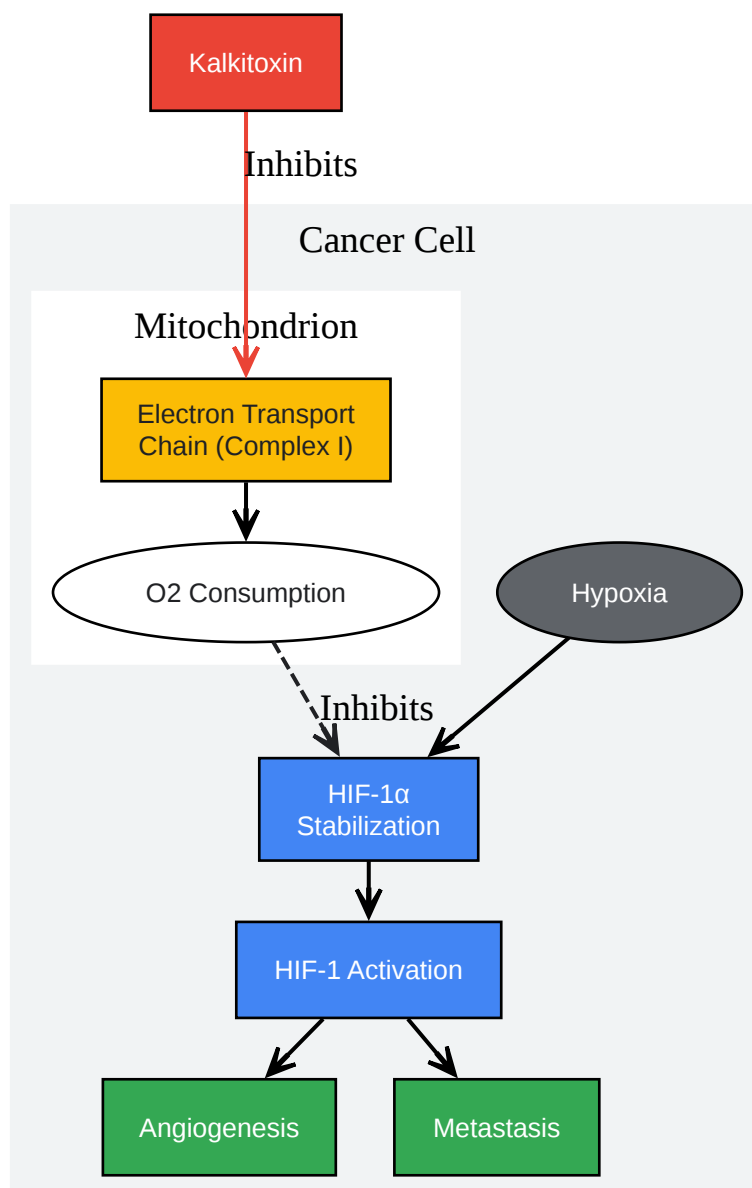 Kalkitoxin
Inhibits
Cancer Cell
Mitochondrion
Electron Transport
Chain (Complex I)
O2 Consumption
Hypoxia
Inhibits
HIF-1α
Stabilization
HIF-1 Activation
Angiogenesis
Metastasis